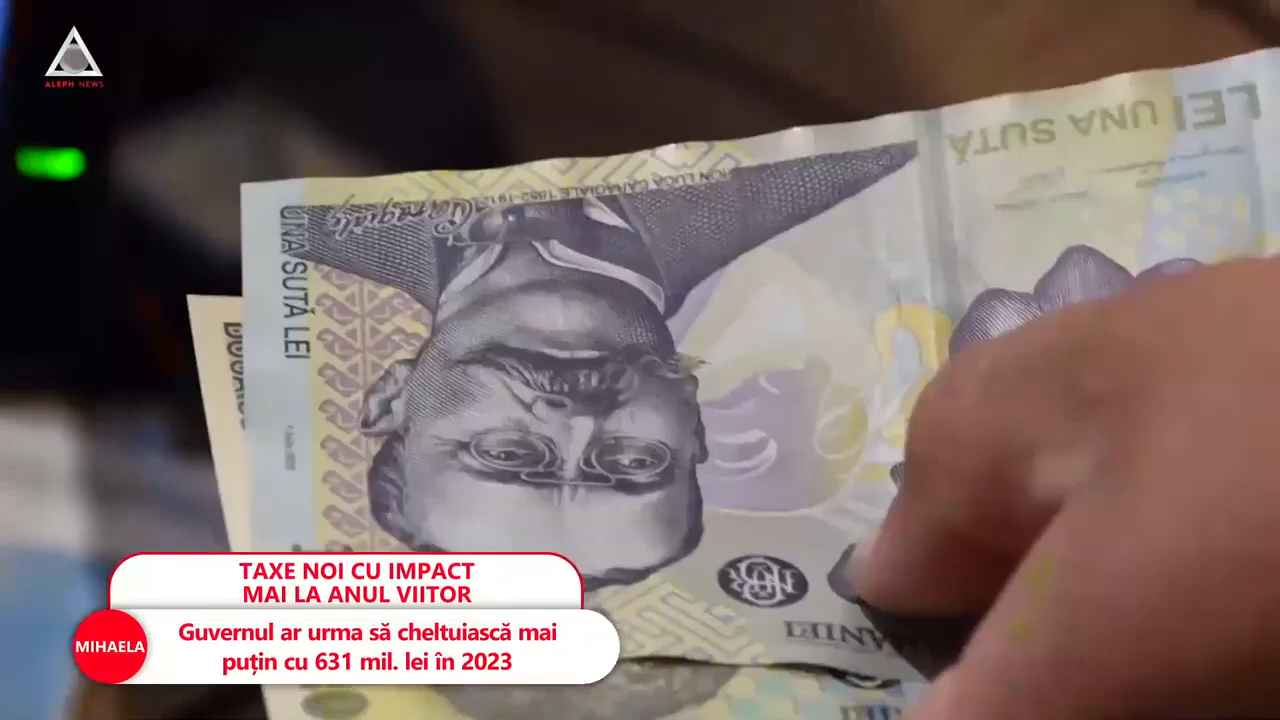 ALEPH NEWS
LEI UNA SUTĂ
ION LUCA CARAGIALE 1852-1912
UNA SUTĂ LEI
TAXE NOI CU IMPACT
MAI LA ANUL VIITOR
MIHAELA
Guvernul ar urma să cheltuiască mai
puțin cu 631 mil. lei în 2023